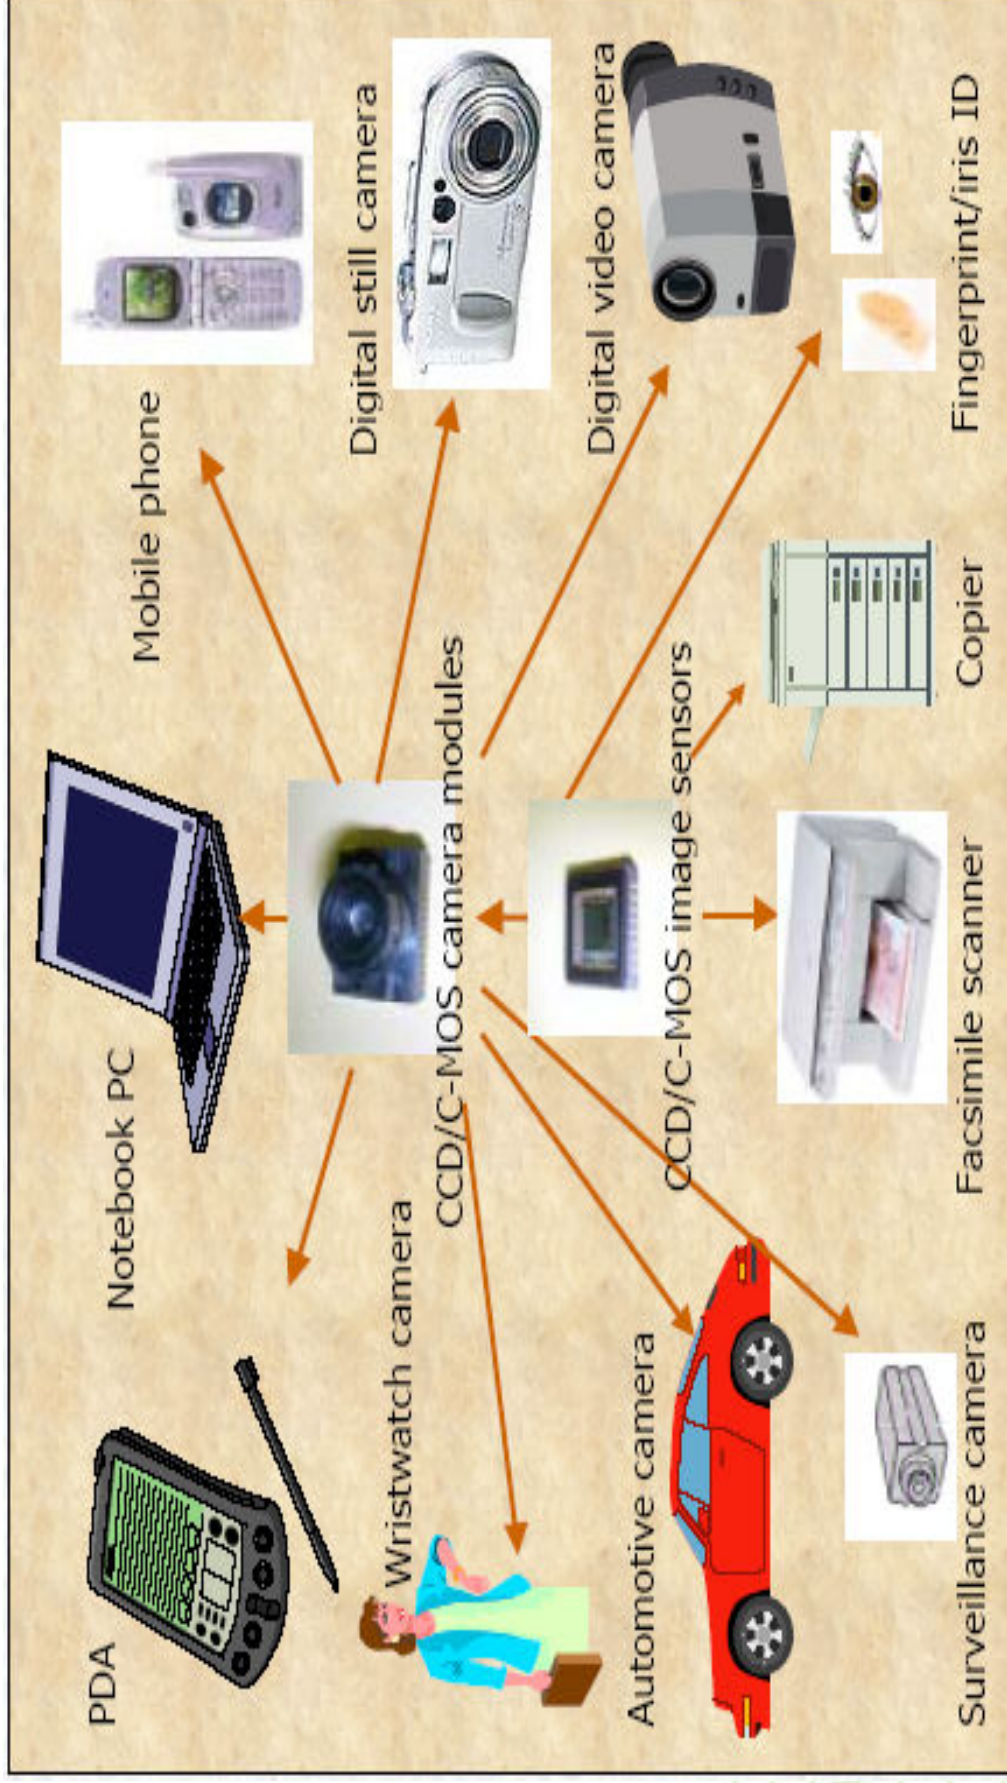 PDA
Notebook PC
Mobile phone
Wristwatch camera
CCD/C-MOS camera modules
Digital still camera
Automotive camera
CCD/C-MOS image sensors
Digital video camera
Surveillance camera
Facsimile scanner
Copier
Fingerprint/iris ID